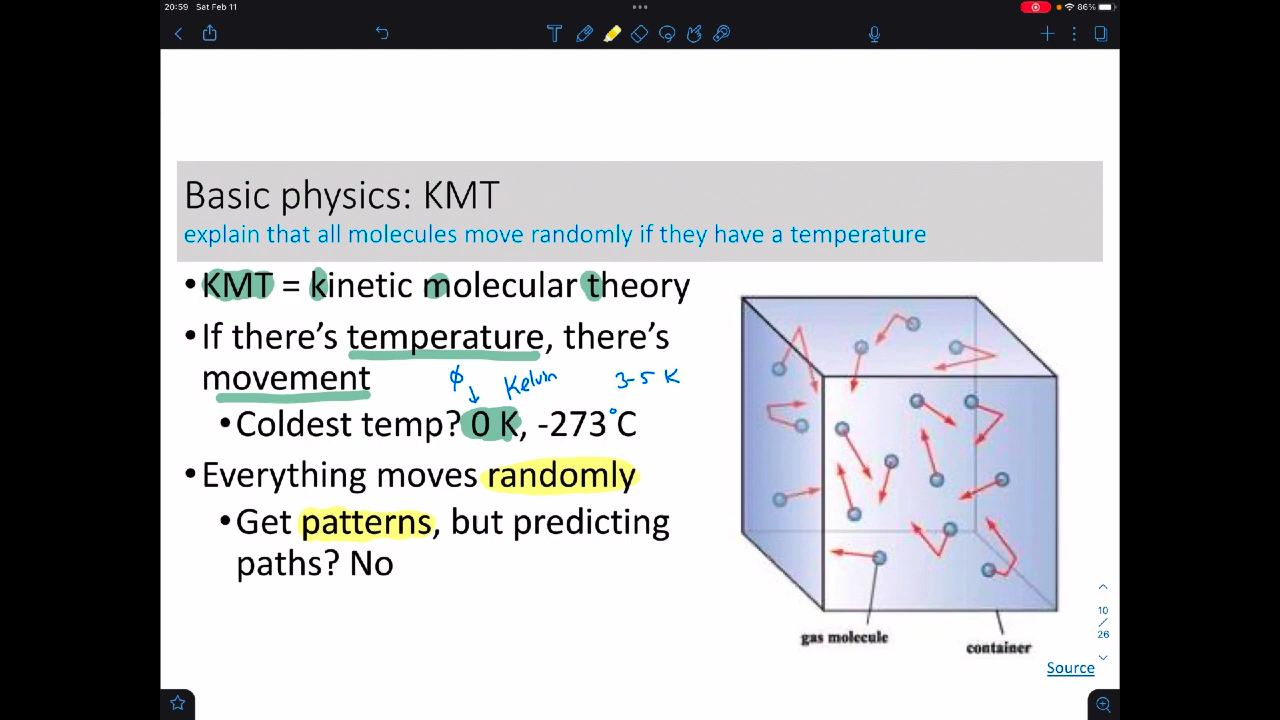 20:59 Sat Feb 11
86%
Basic physics: KMT
explain that all molecules move randomly if they have a temperature
•KMT = kinetic molecular theory
•If there's temperature, there's
movement
ϕ Kelvin 3-5 K
•Coldest temp? 0 K, -273°C
•Everything moves randomly
•Get patterns, but predicting
paths? No
gas molecule
container
10
/
26
Source